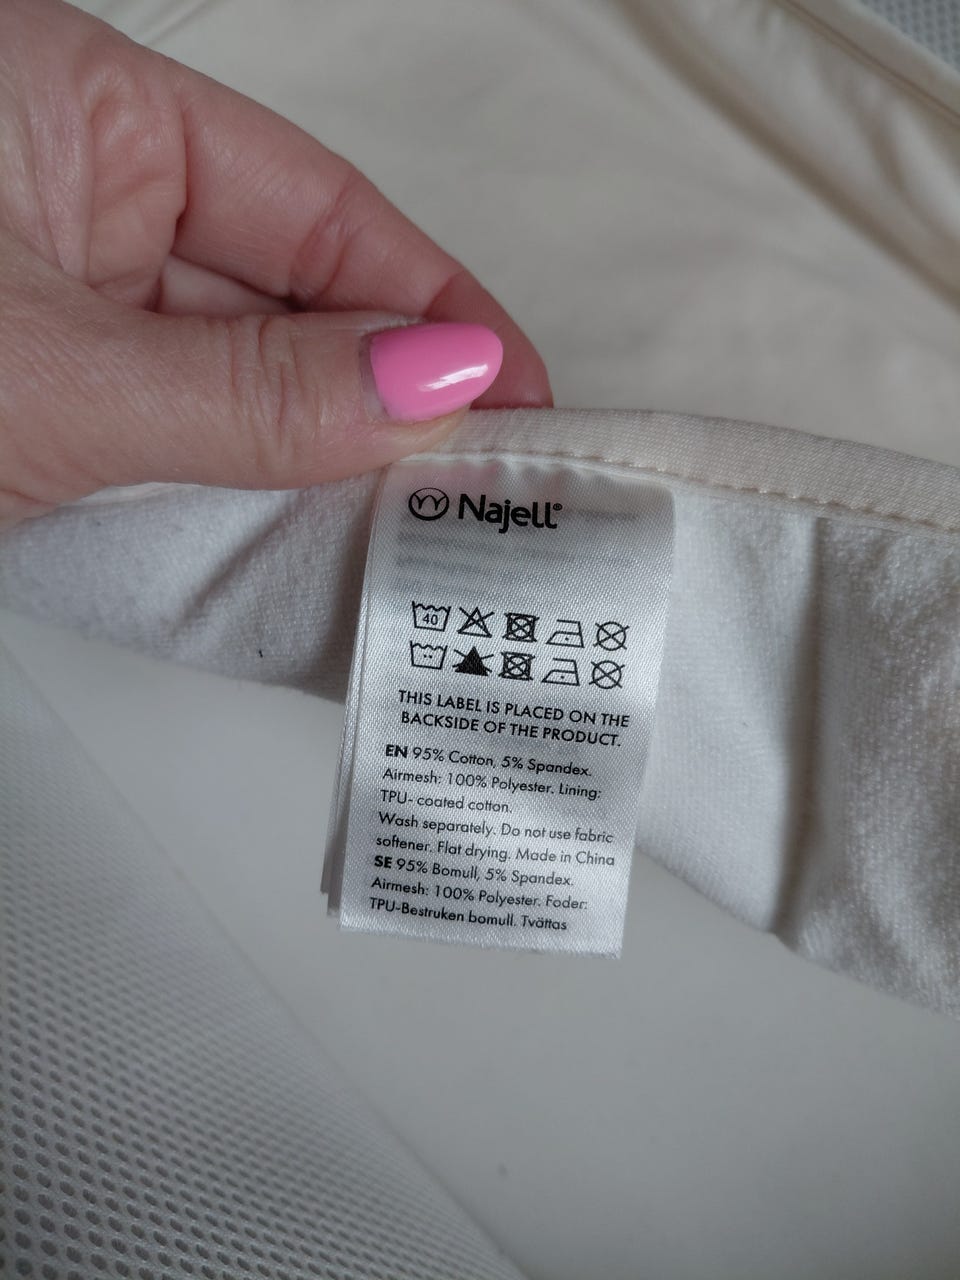 Najell®
40
THIS LABEL IS PLACED ON THE
BACKSIDE OF THE PRODUCT.
EN 95% Cotton, 5% Spandex.
Airmesh: 100% Polyester. Lining:
TPU- coated cotton.
Wash separately. Do not use fabric
softener. Flat drying. Made in China
SE 95% Bomull, 5% Spandex.
Airmesh: 100% Polyester. Foder:
TPU-Bestruken bomull. Tvättas